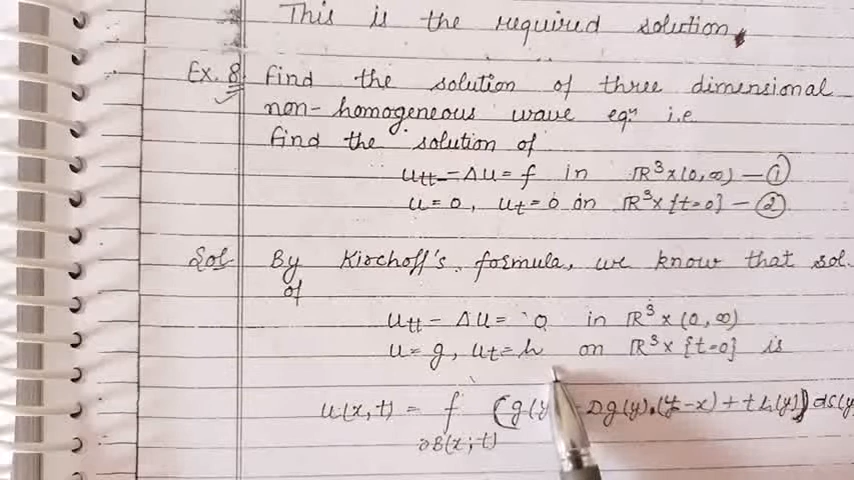 This is the required solution
Ex. 8 Find the solution of three dimensional
non-homogeneous wave eqn i.e
Find the solution of
utt - Δu = f in ℝ³×(0,∞) — ①
u=0, ut=0 on ℝ³×{t=0} — ②
Sol By Kirchoff's formula, we know that sol.
of
utt - Δu = 0 in ℝ³×(0,∞)
u=g, ut=h on ℝ³×{t=0} is
u(x,t) = ⨍ (g(y Dg(y).(y-x)+th(y)) ds(y
∂B(x;t)